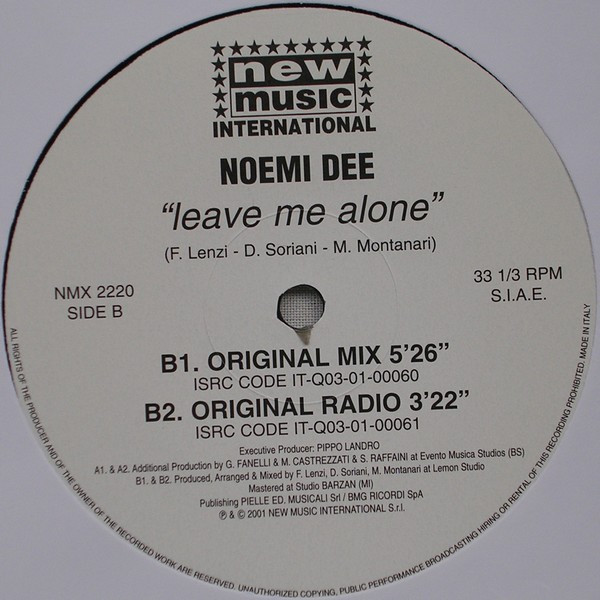 new
music
INTERNATIONAL
NOEMI DEE
“leave me alone”
(F. Lenzi - D. Soriani - M. Montanari)
NMX 2220
SIDE B
33 1/3 RPM
S.I.A.E.
B1. ORIGINAL MIX 5’26”
ISRC CODE IT-Q03-01-00060
B2. ORIGINAL RADIO 3’22”
ISRC CODE IT-Q03-01-00061
Executive Producer: PIPPO LANDRO
A1. & A2. Additional Production by G. FANELLI & M. CASTREZZATI & S. RAFFAINI at Evento Musica Studios (BS)
B1. & B2. Produced, Arranged & Mixed by F. Lenzi, D. Soriani, M. Montanari at Lemon Studio
Mastered at Studio BARZAN (MI)
Publishing PIELLE ED. MUSICALI Srl / BMG RICORDI SpA
℗ & © 2001 NEW MUSIC INTERNATIONAL S.r.l.
ALL RIGHTS OF THE PRODUCER AND OF THE OWNER OF THE RECORDED WORK ARE RESERVED. UNAUTHORIZED COPYING, PUBLIC PERFORMANCE BROADCASTING HIRING OR RENTAL OF THIS RECORDING PROHIBITED. MADE IN ITALY